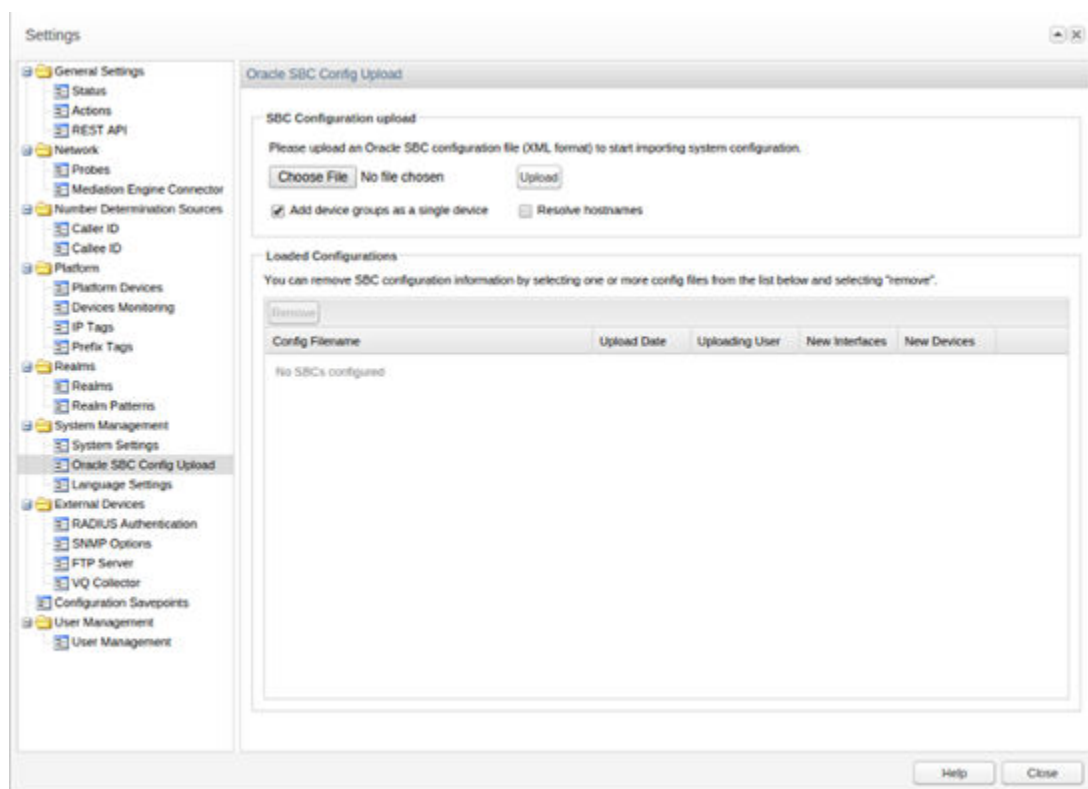 Settings
General Settings
Status
Actions
REST API
Network
Probes
Mediation Engine Connector
Number Determination Sources
Caller ID
Callee ID
Platform
Platform Devices
Devices Monitoring
IP Tags
Prefix Tags
Realms
Realms
Realm Patterns
System Management
System Settings
Oracle SBC Config Upload
Language Settings
External Devices
RADIUS Authentication
SNMP Options
FTP Server
VQ Collector
Configuration Savepoints
User Management
User Management
Oracle SBC Config Upload
SBC Configuration upload
Please upload an Oracle SBC configuration file (XML format) to start importing system configuration.
Choose File No file chosen Upload
Add device groups as a single device Resolve hostnames
Loaded Configurations
You can remove SBC configuration information by selecting one or more config files from the list below and selecting "remove".
Remove
Config Filename Upload Date Uploading User New Interfaces New Devices
No SBCs configured
Help Close